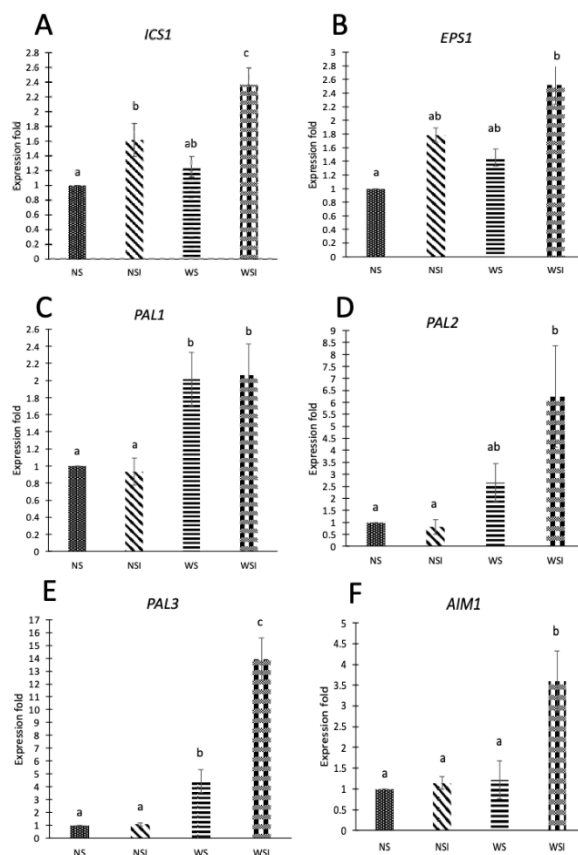 A
ICS1
Expression fold
2.8
2.6
2.4
2.2
2
1.8
1.6
1.4
1.2
1
0.8
0.6
0.4
0.2
0
a
b
ab
c
NS
NSI
WS
WSI
B
EPS1
Expression fold
3
2.8
2.6
2.4
2.2
2
1.8
1.6
1.4
1.2
1
0.8
0.6
0.4
0.2
0
a
ab
ab
b
NS
NSI
WS
WSI
C
PAL1
Expression fold
2.6
2.4
2.2
2
1.8
1.6
1.4
1.2
1
0.8
0.6
0.4
0.2
0
a
a
b
b
NS
NSI
WS
WSI
D
PAL2
Expression fold
9
8.5
8
7.5
7
6.5
6
5.5
5
4.5
4
3.5
3
2.5
2
1.5
1
0.5
0
a
a
ab
b
NS
NSI
WS
WSI
E
PAL3
Expression fold
17
16
15
14
13
12
11
10
9
8
7
6
5
4
3
2
1
0
a
a
b
c
NS
NSI
WS
WSI
F
AIM1
Expression fold
5
4.5
4
3.5
3
2.5
2
1.5
1
0.5
0
a
a
a
b
NS
NSI
WS
WSI